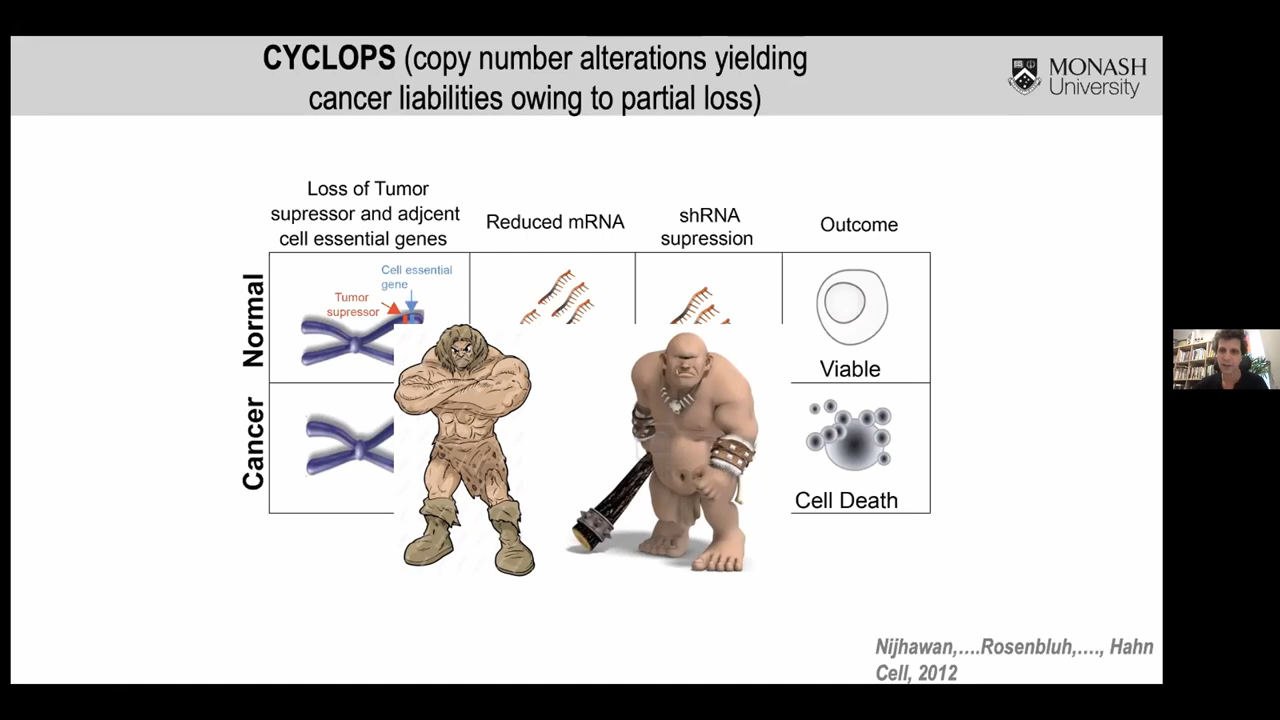 CYCLOPS (copy number alterations yielding
cancer liabilities owing to partial loss)
MONASH
University
Loss of Tumor
supressor and adjcent
cell essential genes
Reduced mRNA
shRNA
supression
Outcome
Normal
Cell essential
gene
Tumor
supressor
Viable
Cancer
Cell Death
Nijhawan,....Rosenbluh,...., Hahn
Cell, 2012